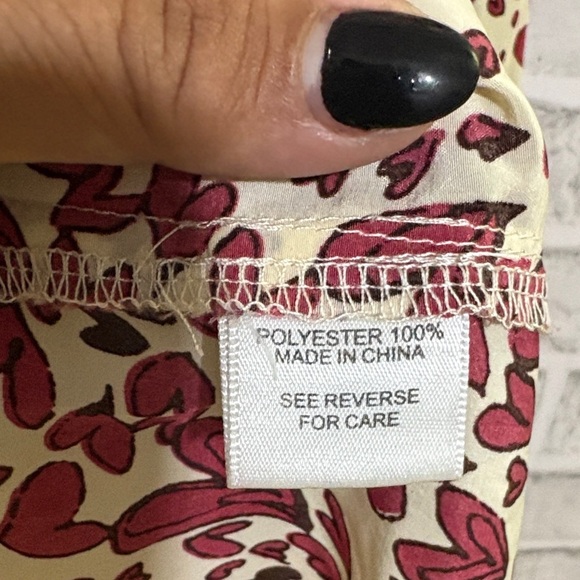 POLYESTER 100%
MADE IN CHINA
SEE REVERSE
FOR CARE